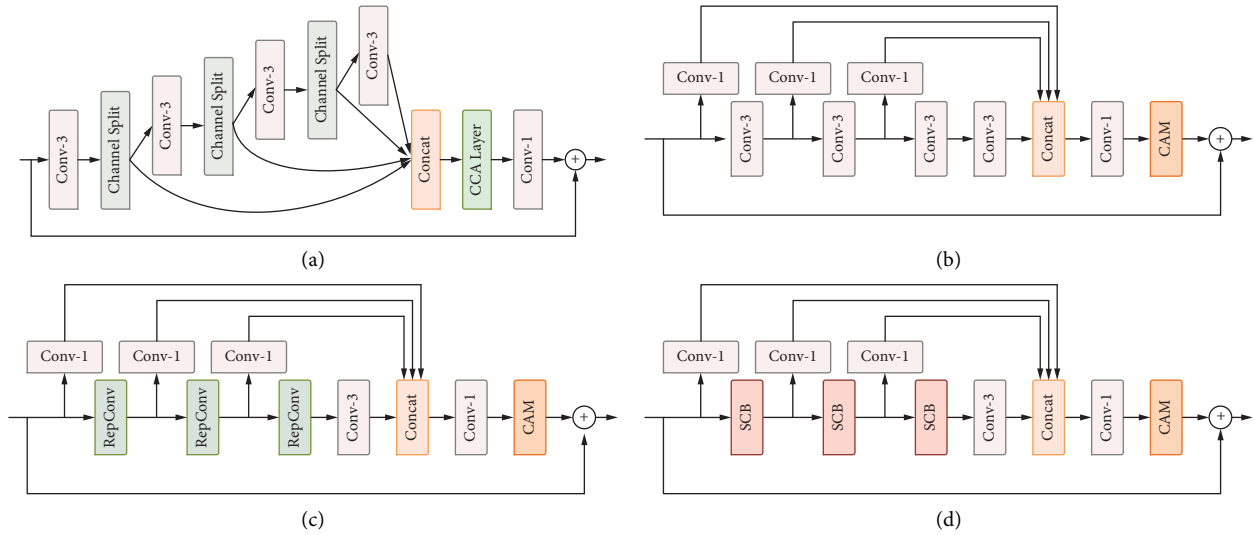 Conv-3
Channel Split
Conv-3
Channel Split
Conv-3
Channel Split
Conv-3
Concat
CCA Layer
Conv-1
+
(a)
Conv-1
Conv-1
Conv-1
Conv-3
Conv-3
Conv-3
Conv-3
Concat
Conv-1
CAM
+
(b)
Conv-1
Conv-1
Conv-1
RepConv
RepConv
RepConv
Conv-3
Concat
Conv-1
CAM
+
(c)
Conv-1
Conv-1
Conv-1
SCB
SCB
SCB
Conv-3
Concat
Conv-1
CAM
+
(d)